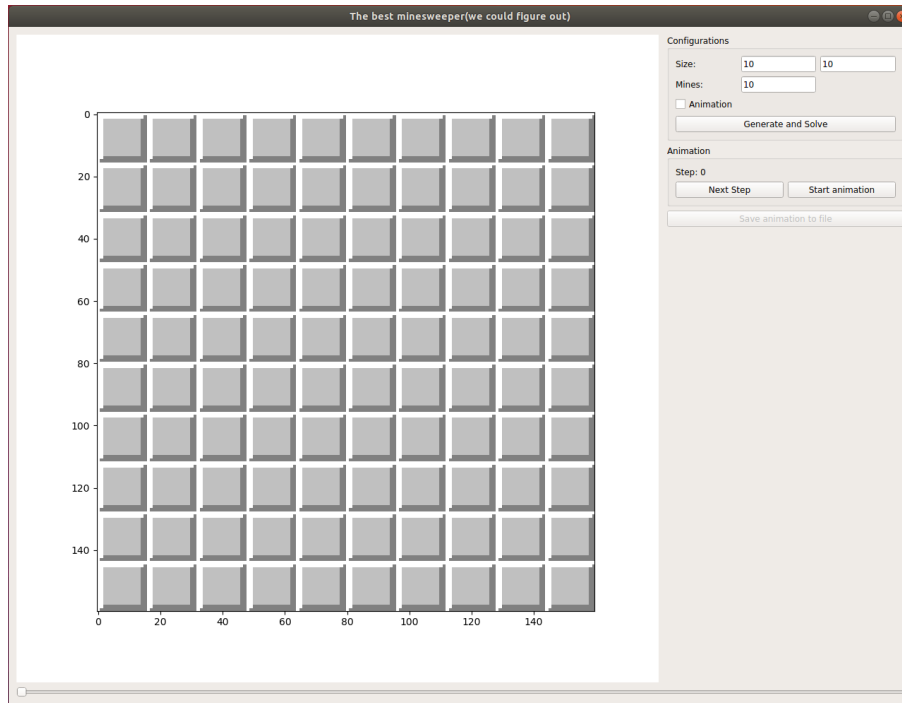 The best minesweeper(we could figure out)
Configurations
Size: 10 10
Mines: 10
Animation
Generate and Solve
Animation
Step: 0
Next Step Start animation
Save animation to file
0
20
40
60
80
100
120
140
0 20 40 60 80 100 120 140